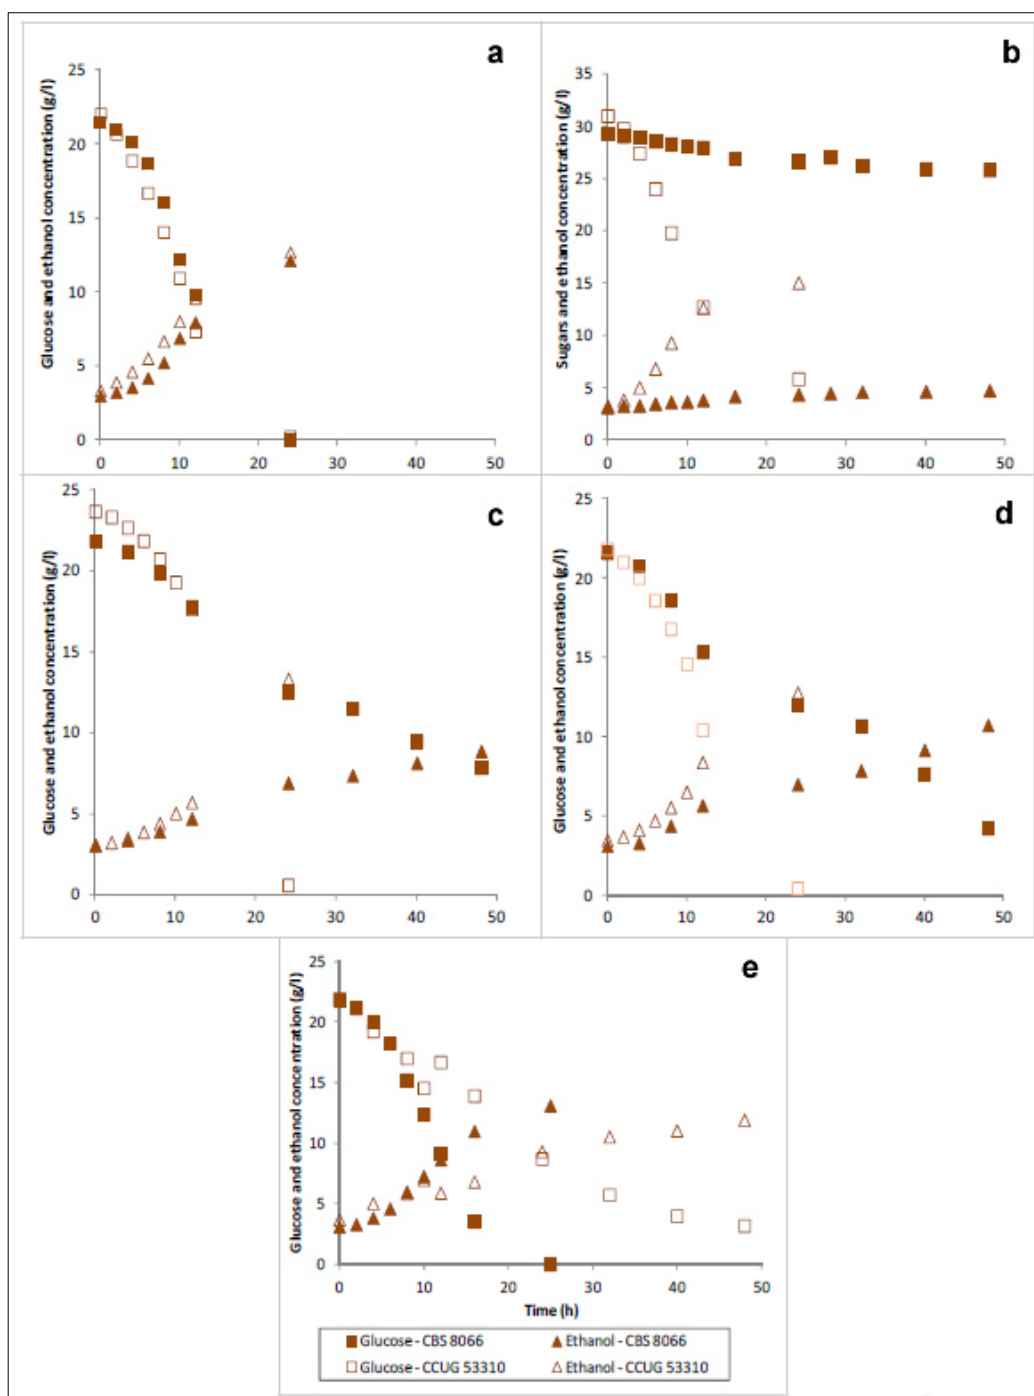 a
Glucose and ethanol concentration (g/l)
25
20
15
10
5
0
0 10 20 30 40 50
b
Sugars and ethanol concentration (g/l)
35
30
25
20
15
10
5
0
0 10 20 30 40 50
c
Glucose and ethanol concentration (g/l)
25
20
15
10
5
0
0 10 20 30 40 50
d
Glucose and ethanol concentration (g/l)
25
20
15
10
5
0
0 10 20 30 40 50
e
Glucose and ethanol concentration (g/l)
25
20
15
10
5
0
0 10 20 30 40 50
Time (h)
Glucose - CBS 8066 Ethanol - CBS 8066
Glucose - CCUG 53310 Ethanol - CCUG 53310